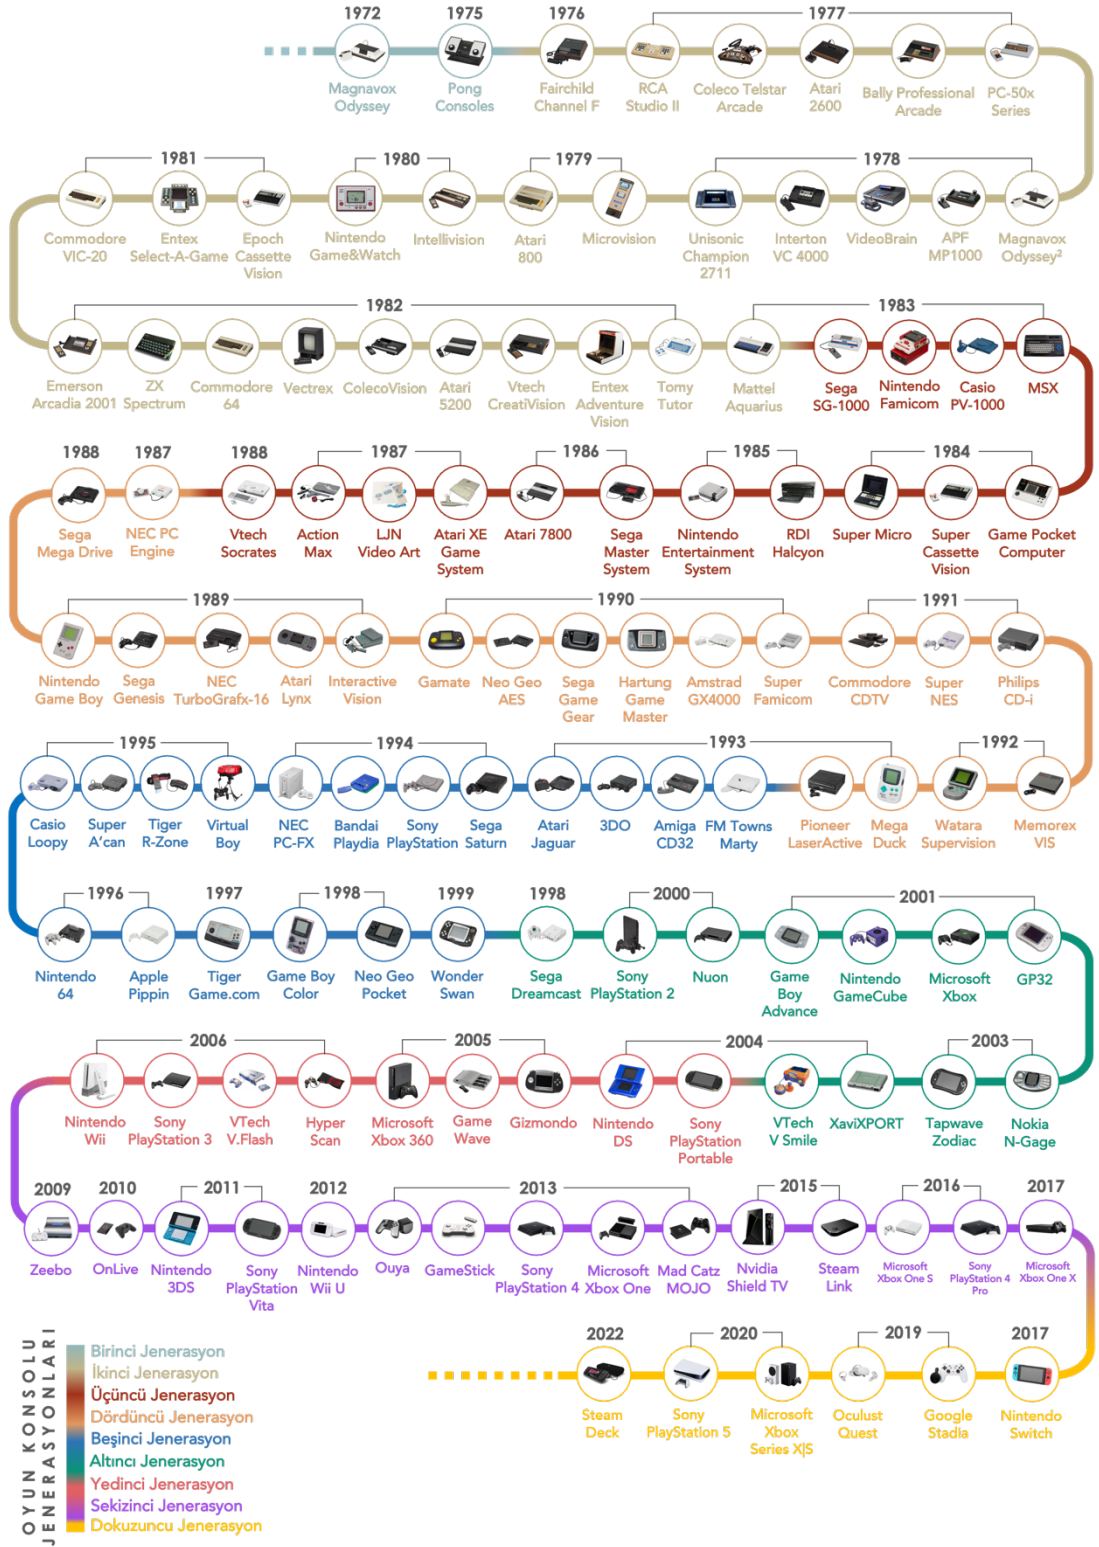 1972
1975
1976
1977
Magnavox
Odyssey
Pong
Consoles
Fairchild
Channel F
RCA
Studio II
Coleco Telstar
Arcade
Atari
2600
Bally Professional
Arcade
PC-50x
Series
1981
1980
1979
1978
Commodore
VIC-20
Entex
Select-A-Game
Epoch
Cassette
Vision
Nintendo
Game&Watch
Intellivision
Atari
800
Microvision
Unisonic
Champion
2711
Interton
VC 4000
VideoBrain
APF
MP1000
Magnavox
Odyssey²
1982
1983
Emerson
Arcadia 2001
ZX
Spectrum
Commodore
64
Vectrex
ColecoVision
Atari
5200
Vtech
CreatiVision
Entex
Adventure
Vision
Tomy
Tutor
Mattel
Aquarius
Sega
SG-1000
Nintendo
Famicom
Casio
PV-1000
MSX
1988
1987
1988
1987
1986
1985
1984
Sega
Mega Drive
NEC PC
Engine
Vtech
Socrates
Action
Max
LJN
Video Art
Atari XE
Game
System
Atari 7800
Sega
Master
System
Nintendo
Entertainment
System
RDI
Halcyon
Super Micro
Super
Cassette
Vision
Game Pocket
Computer
1989
1990
1991
Nintendo
Game Boy
Sega
Genesis
NEC
TurboGrafx-16
Atari
Lynx
Interactive
Vision
Gamate
Neo Geo
AES
Sega
Game
Gear
Hartung
Game
Master
Amstrad
GX4000
Super
Famicom
Commodore
CDTV
Super
NES
Philips
CD-i
1995
1994
1993
1992
Casio
Loopy
Super
A'can
Tiger
R-Zone
Virtual
Boy
NEC
PC-FX
Bandai
Playdia
Sony
PlayStation
Sega
Saturn
Atari
Jaguar
3DO
Amiga
CD32
FM Towns
Marty
Pioneer
LaserActive
Mega
Duck
Watara
Supervision
Memorex
VIS
1996
1997
1998
1999
1998
2000
2001
Nintendo
64
Apple
Pippin
Tiger
Game.com
Game Boy
Color
Neo Geo
Pocket
Wonder
Swan
Sega
Dreamcast
Sony
PlayStation 2
Nuon
Game
Boy
Advance
Nintendo
GameCube
Microsoft
Xbox
GP32
2006
2005
2004
2003
Nintendo
Wii
Sony
PlayStation 3
VTech
V.Flash
Hyper
Scan
Microsoft
Xbox 360
Game
Wave
Gizmondo
Nintendo
DS
Sony
PlayStation
Portable
VTech
V Smile
XaviXPORT
Tapwave
Zodiac
Nokia
N-Gage
2009
2010
2011
2012
2013
2015
2016
2017
Zeebo
OnLive
Nintendo
3DS
Sony
PlayStation
Vita
Nintendo
Wii U
Ouya
GameStick
Sony
PlayStation 4
Microsoft
Xbox One
Mad Catz
MOJO
Nvidia
Shield TV
Steam
Link
Microsoft
Xbox One S
Sony
PlayStation 4
Pro
Microsoft
Xbox One X
2022
2020
2019
2017
Steam
Deck
Sony
PlayStatIon 5
Microsoft
Xbox
Series X|S
Oculust
Quest
Google
StadIa
Nintendo
Switch
OYUN KONSOLU
JENERASYONLARI
Birinci Jenerasyon
İkinci Jenerasyon
Üçüncü Jenerasyon
Dördüncü Jenerasyon
Beşinci Jenerasyon
Altıncı Jenerasyon
Yedinci Jenerasyon
Sekizinci Jenerasyon
Dokuzuncu Jenerasyon